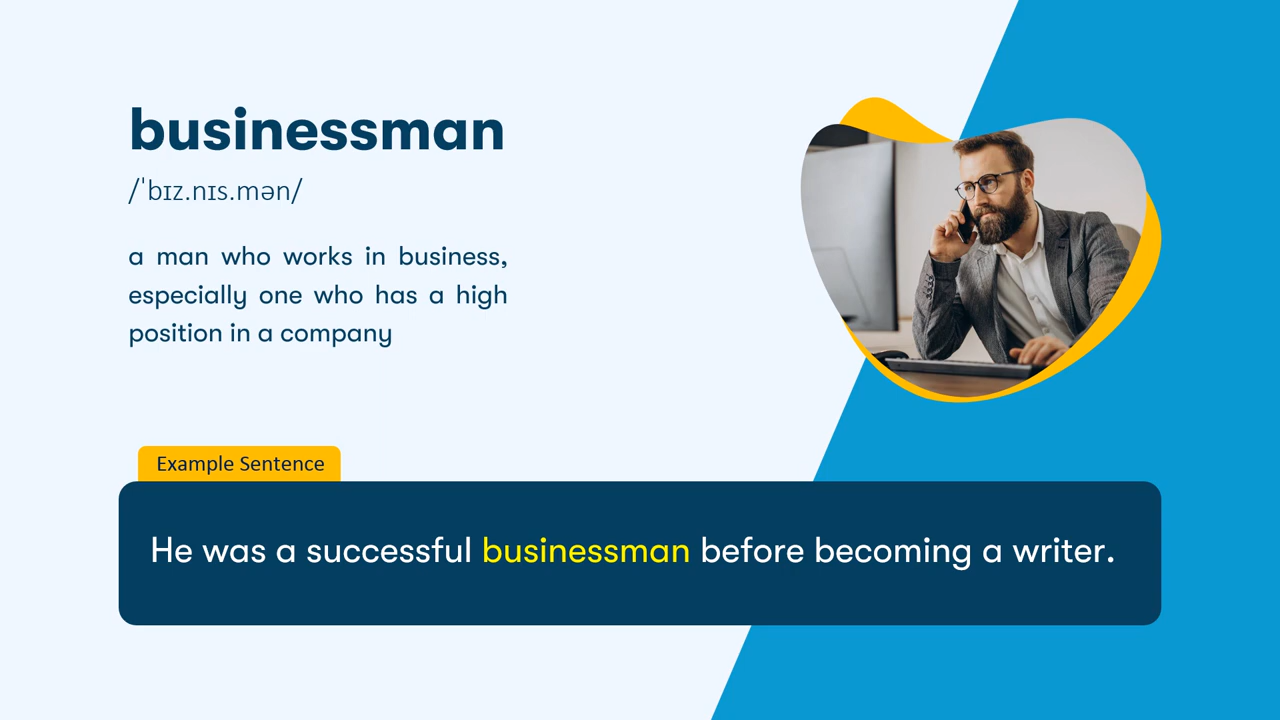 businessman
/ˈbɪz.nɪs.mən/
a man who works in business,
especially one who has a high
position in a company
Example Sentence
He was a successful businessman before becoming a writer.